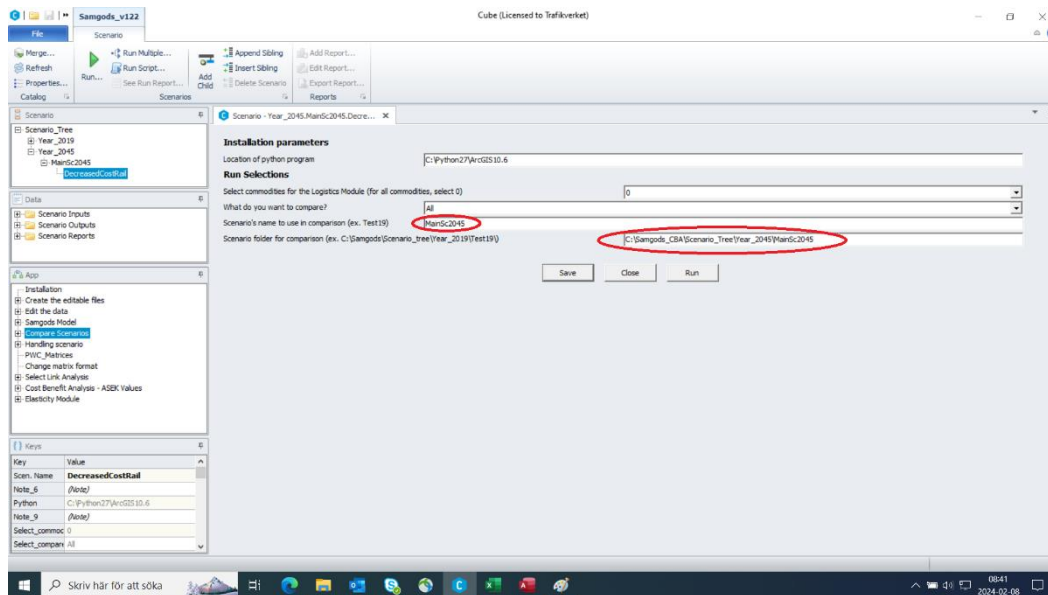 Samgods_v122
Cube (Licensed to Trafikverket)
File
Scenario
Merge...
Refresh
Properties...
Catalog
Run...
Run Multiple...
Run Script...
See Run Report...
Scenarios
Add Child
Append Sibling
Insert Sibling
Delete Scenario
Add Report...
Edit Report...
Export Report...
Reports
Scenario
Scenario_Tree
Year_2019
Year_2045
MainSc2045
DecreasedCostRail
Data
Scenario Inputs
Scenario Outputs
Scenario Reports
App
Installation
Create the editable files
Edit the data
Samgods Model
Compare Scenarios
Handling scenario
PWC_Matrices
Change matrix format
Select Link Analysis
Cost Benefit Analysis - ASEK Values
Elasticity Module
Keys
Key Value
Scen. Name DecreasedCostRail
Note_6 (Note)
Python C:\Python27\ArcGIS10.6
Note_9 (Note)
Select_commoc 0
Select_compare All
Scenario - Year_2045.MainSc2045.Decre...
Installation parameters
Location of python program C:\Python27\ArcGIS10.6
Run Selections
Select commodities for the Logistics Module (for all commodities, select 0) 0
What do you want to compare? All
Scenario's name to use in comparison (ex. Test19) MainSc2045
Scenario folder for comparison (ex. C:\Samgods\Scenario_tree\Year_2019\Test19\) C:\Samgods_CBA\Scenario_Tree\Year_2045\MainSc2045
Save Close Run
Skriv här för att söka
08:41
2024-02-08